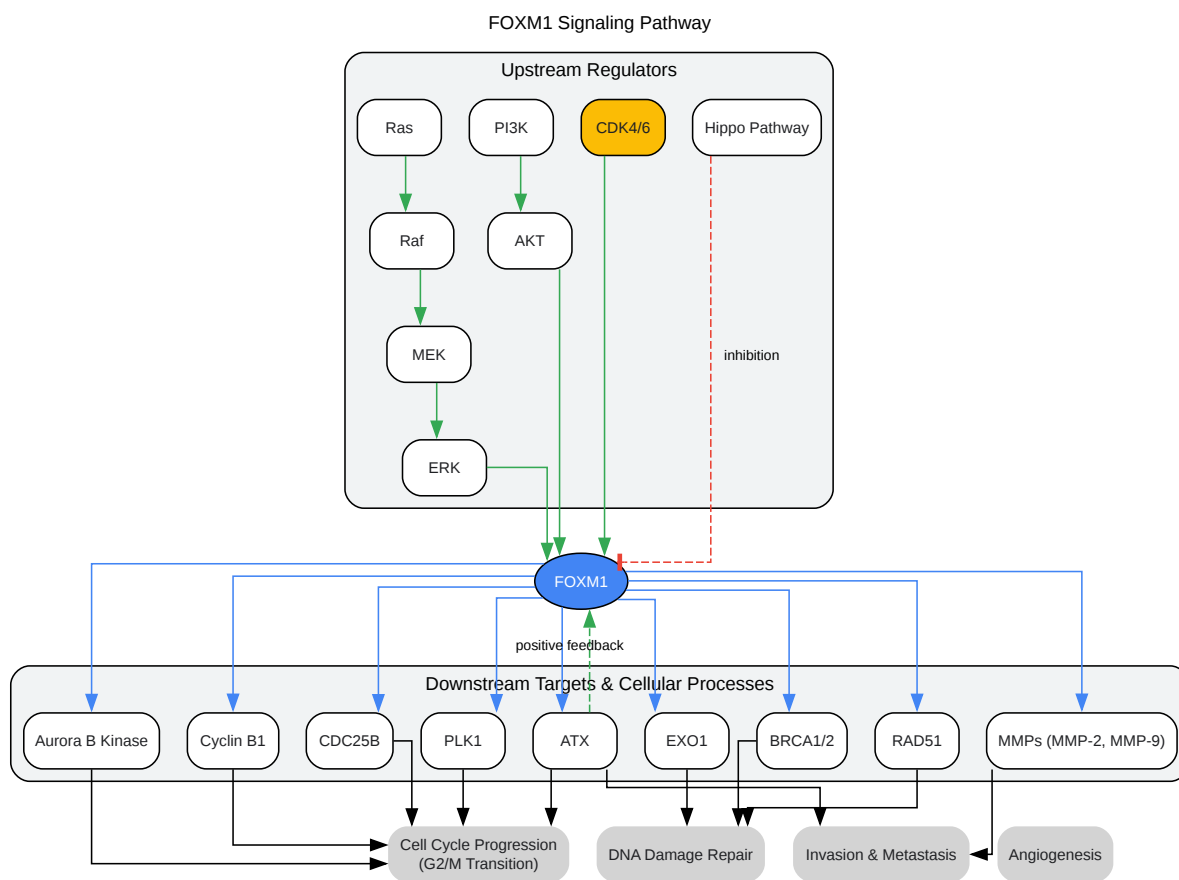 FOXM1 Signaling Pathway
Upstream Regulators
Ras
PI3K
CDK4/6
Hippo Pathway
Raf
AKT
MEK
inhibition
ERK
FOXM1
positive feedback
Downstream Targets & Cellular Processes
Aurora B Kinase
Cyclin B1
CDC25B
PLK1
ATX
EXO1
BRCA1/2
RAD51
MMPs (MMP-2, MMP-9)
Cell Cycle Progression
(G2/M Transition)
DNA Damage Repair
Invasion & Metastasis
Angiogenesis